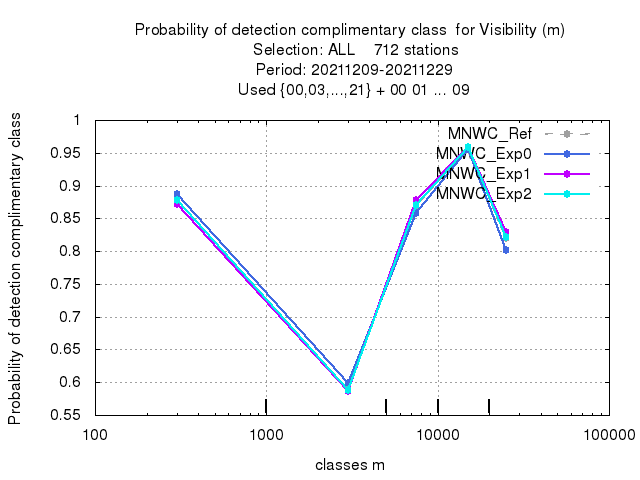 Probability of detection complimentary class  for Visibility (m)
Selection: ALL    712 stations
Period: 20211209-20211229
Used {00,03,...,21} + 00 01 ... 09
Probability of detection complimentary class
1
0.95
0.9
0.85
0.8
0.75
0.7
0.65
0.6
0.55
MNWC_Ref
MNWC_Exp0
MNWC_Exp1
MNWC_Exp2
100
1000
10000
100000
classes m